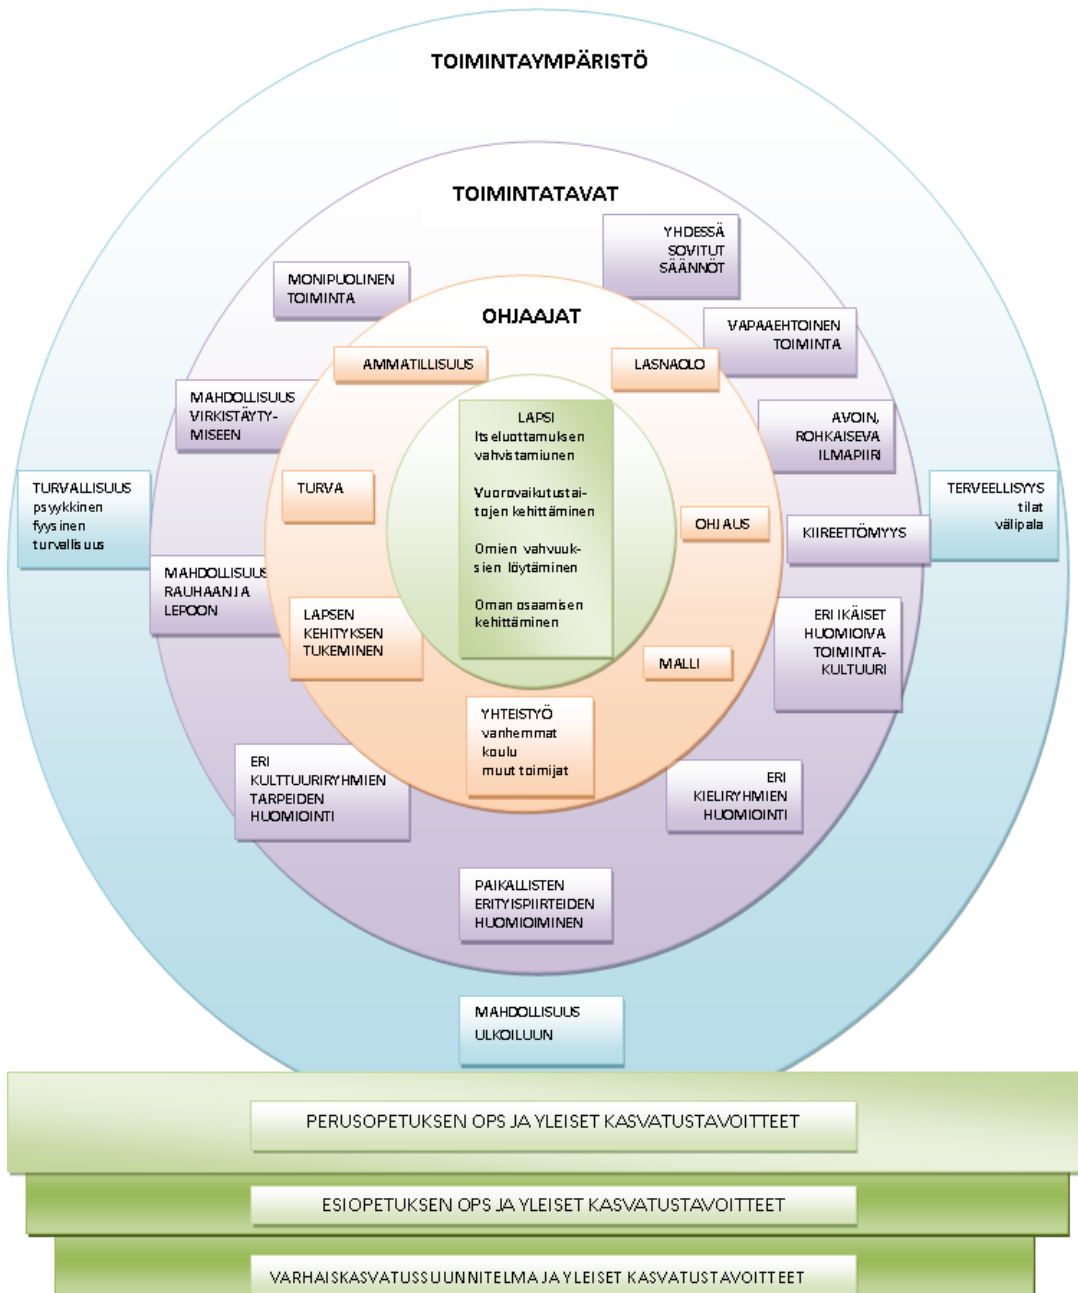 TOIMINTAYMPÄRISTÖ
TOIMINTATAVAT
YHDESSÄ
SOVITUT
SÄÄNNÖT
MONIPUOLINEN
TOIMINTA
OHJAAJAT
VAPAAEHTOINEN
TOIMINTA
AMMATILLISUUS
LASNAOLO
MAHDOLLISUUS
VIRKISTÄYTY-
MISEEN
LAPSI
Itseluottamuksen
vahvistamiunen
Vuorovaikutustai-
tojen kehittäminen
Omien vahvuuk-
sien löytäminen
Oman osaamisen
kehittäminen
AVOIN,
ROHKAISEVA
ILMAPIIRI
TURVALLISUUS
psyykkinen
fyysinen
turvallisuus
TURVA
OHJAUS
KIIREETTÖMYYS
TERVEELLISYYS
tilat
välipala
MAHDOLLISUUS
RAUHAAN JA
LEPOON
LAPSEN
KEHITYKSEN
TUKEMINEN
MALLI
ERI IKÄISET
HUOMIOIVA
TOIMINTA-
KULTUURI
YHTEISTYÖ
vanhemmat
koulu
muut toimijat
ERI
KULTTUURIRYHMIEN
TARPEIDEN
HUOMIOINTI
ERI
KIELIRYHMIEN
HUOMIOINTI
PAIKALLISTEN
ERITYISPIIRTEIDEN
HUOMIOIMINEN
MAHDOLLISUUS
ULKOILUUN
PERUSOPETUKSEN OPS JA YLEISET KASVATUSTAVOITTEET
ESIOPETUKSEN OPS JA YLEISET KASVATUSTAVOITTEET
VARHAISKASVATUSSUUNNITELMA JA YLEISET KASVATUSTAVOITTEET